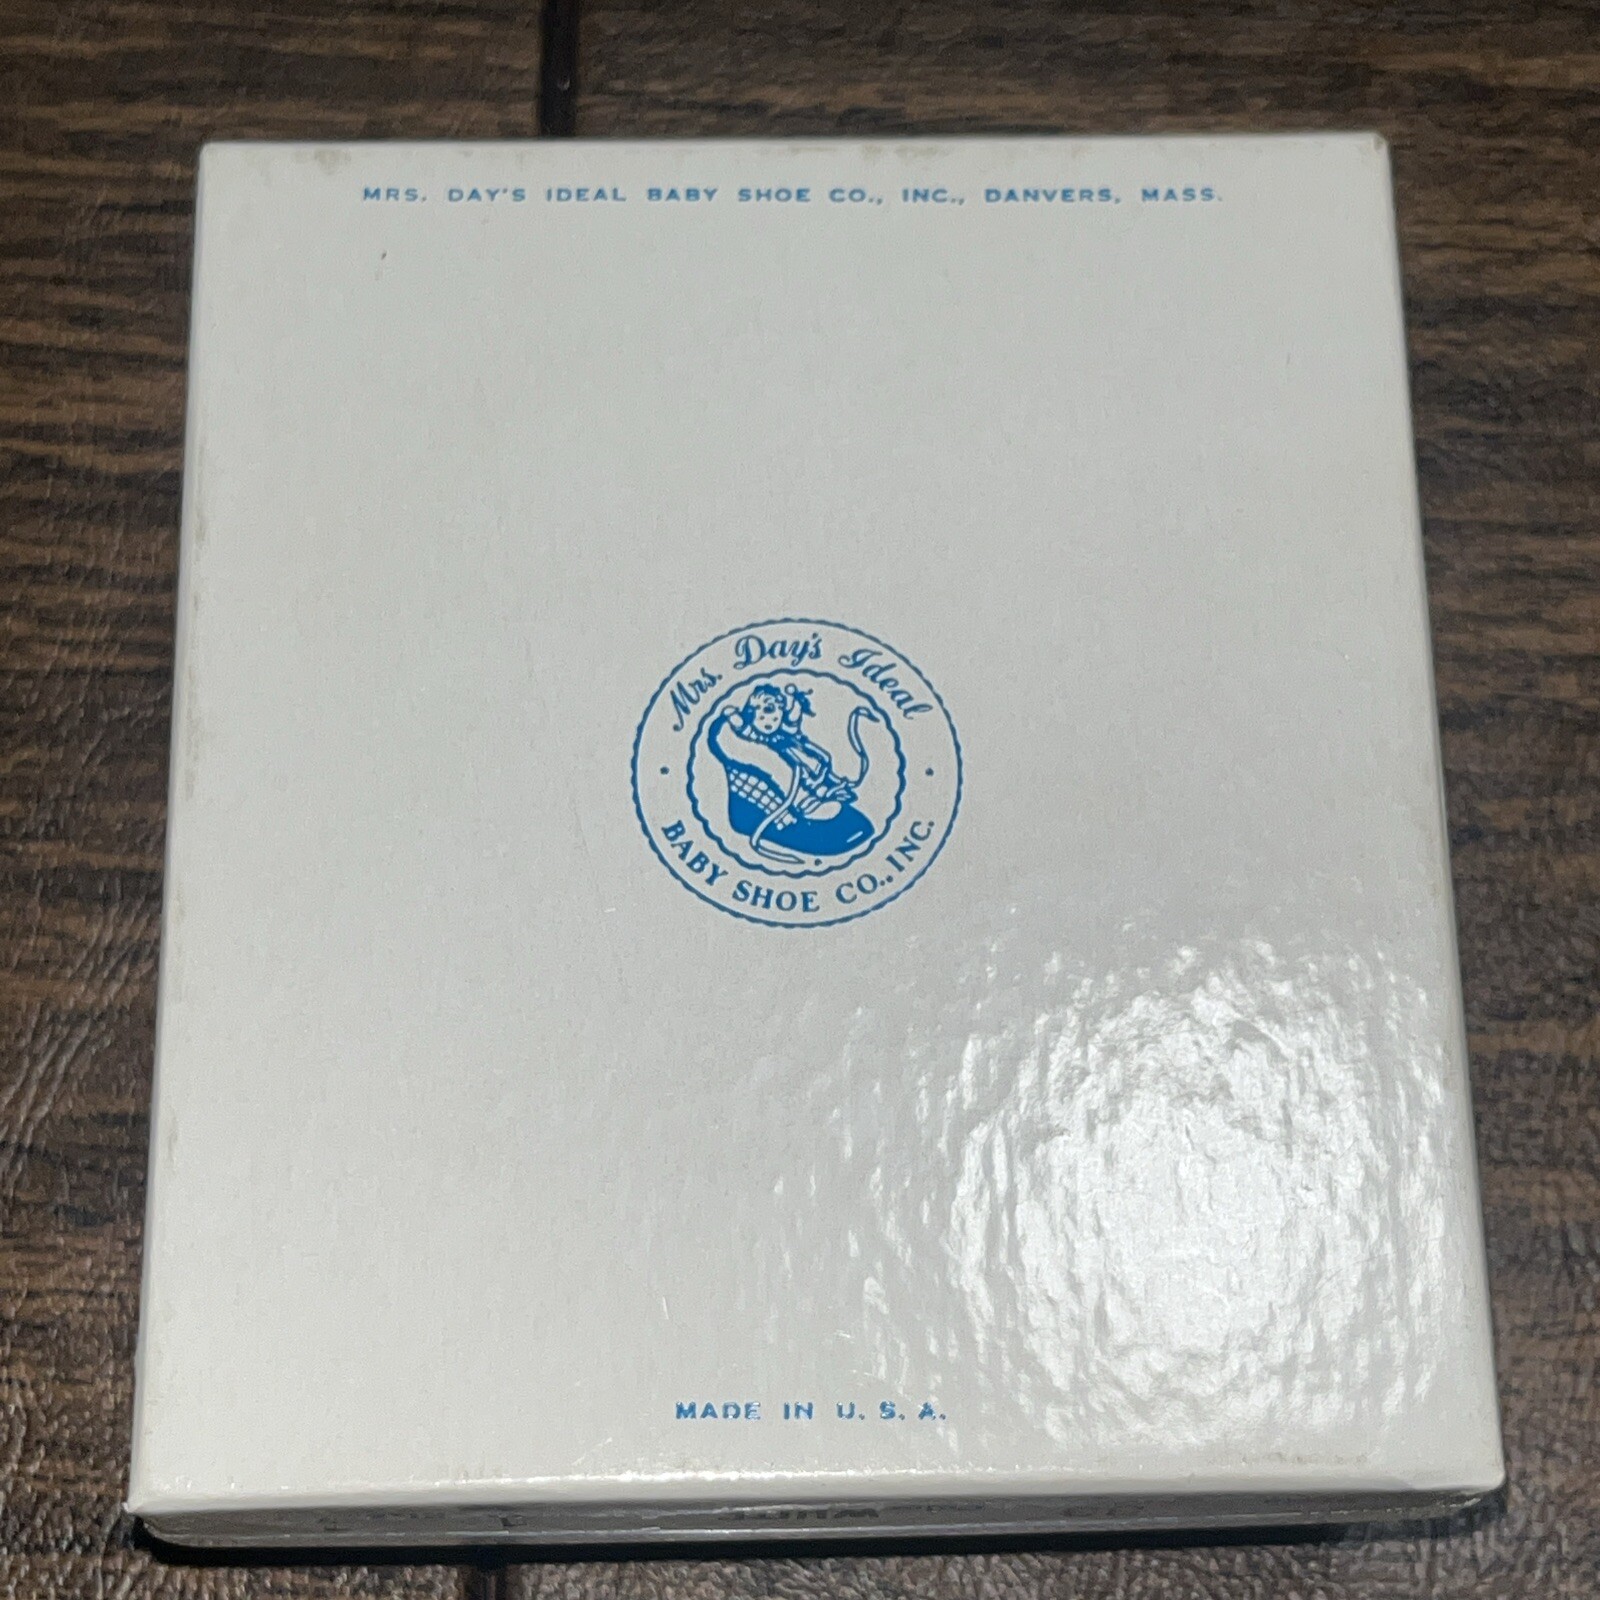 MRS. DAY'S IDEAL BABY SHOE CO., INC., DANVERS, MASS.
Mrs. Day's Ideal
BABY SHOE CO., INC.
MADE IN U. S. A.